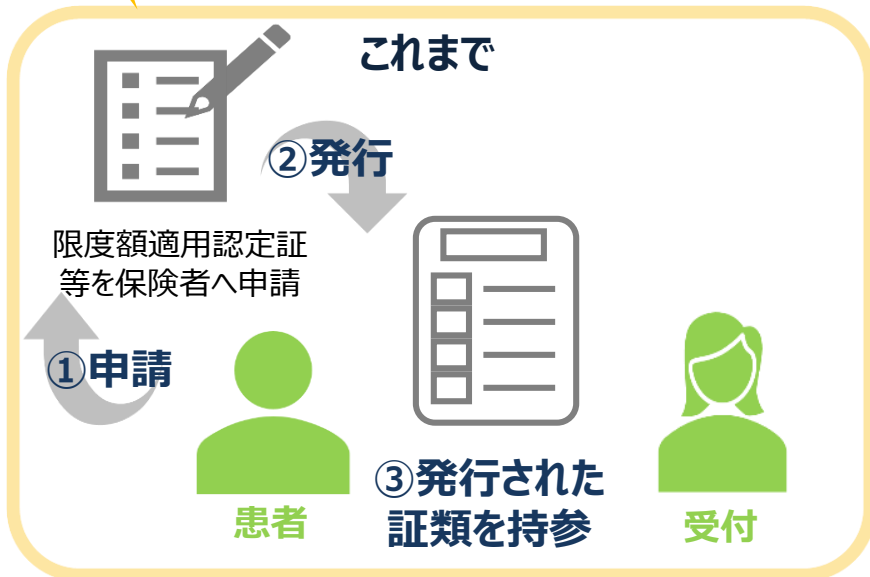 これまで
②発行
限度額適用認定証
等を保険者へ申請
①申請
③発行された
証類を持参
患者
受付